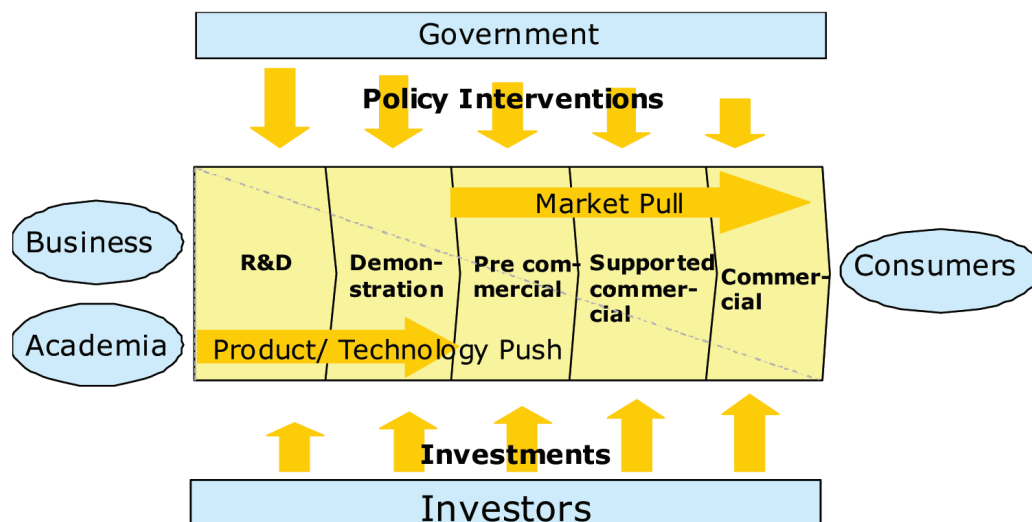 Government
Policy Interventions
Market Pull
Business
Academia
R&D
Demon-
stration
Pre com-
mercial
Supported
commer-
cial
Commer-
cial
Consumers
Product/ Technology Push
Investments
Investors